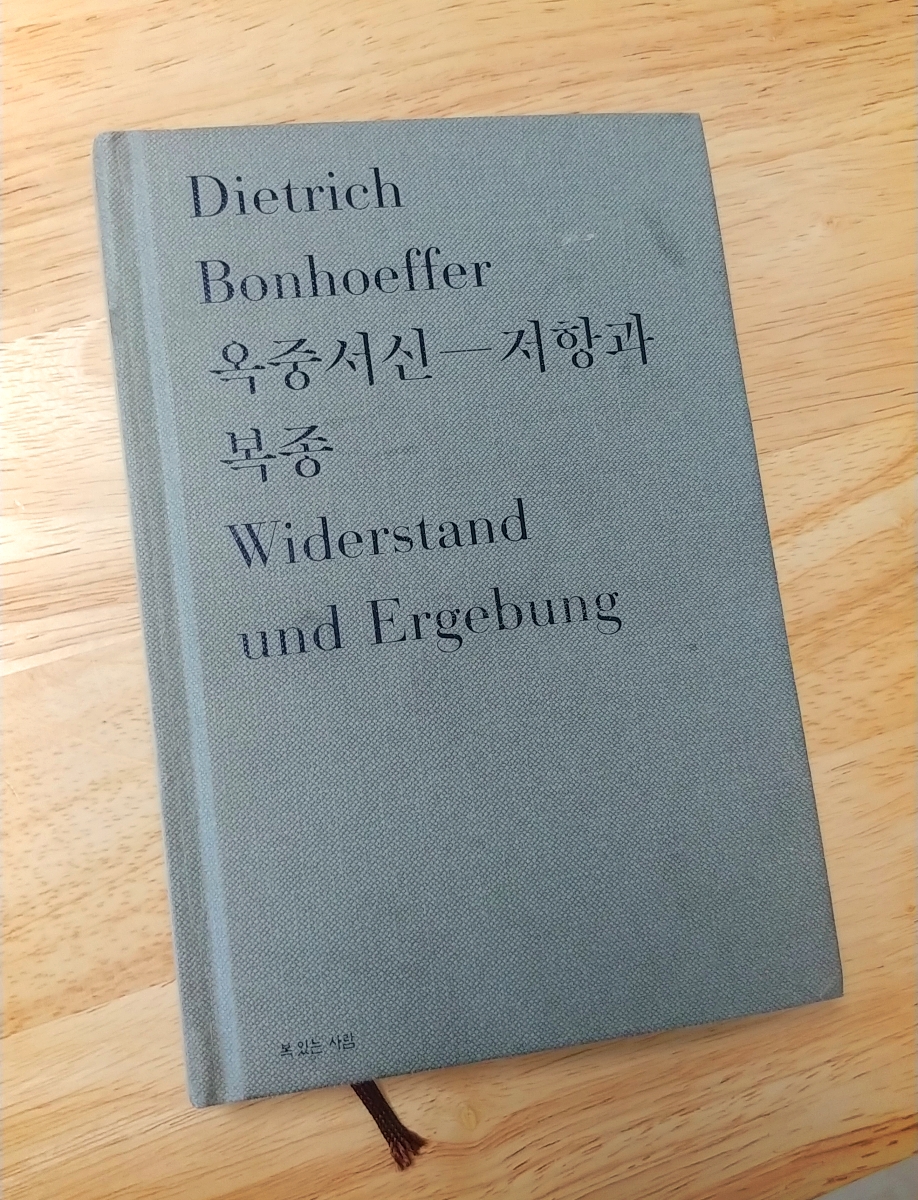 Dietrich
Bonhoeffer
옥중서신—저항과
복종
Widerstand
und Ergebung
복 있는 사람